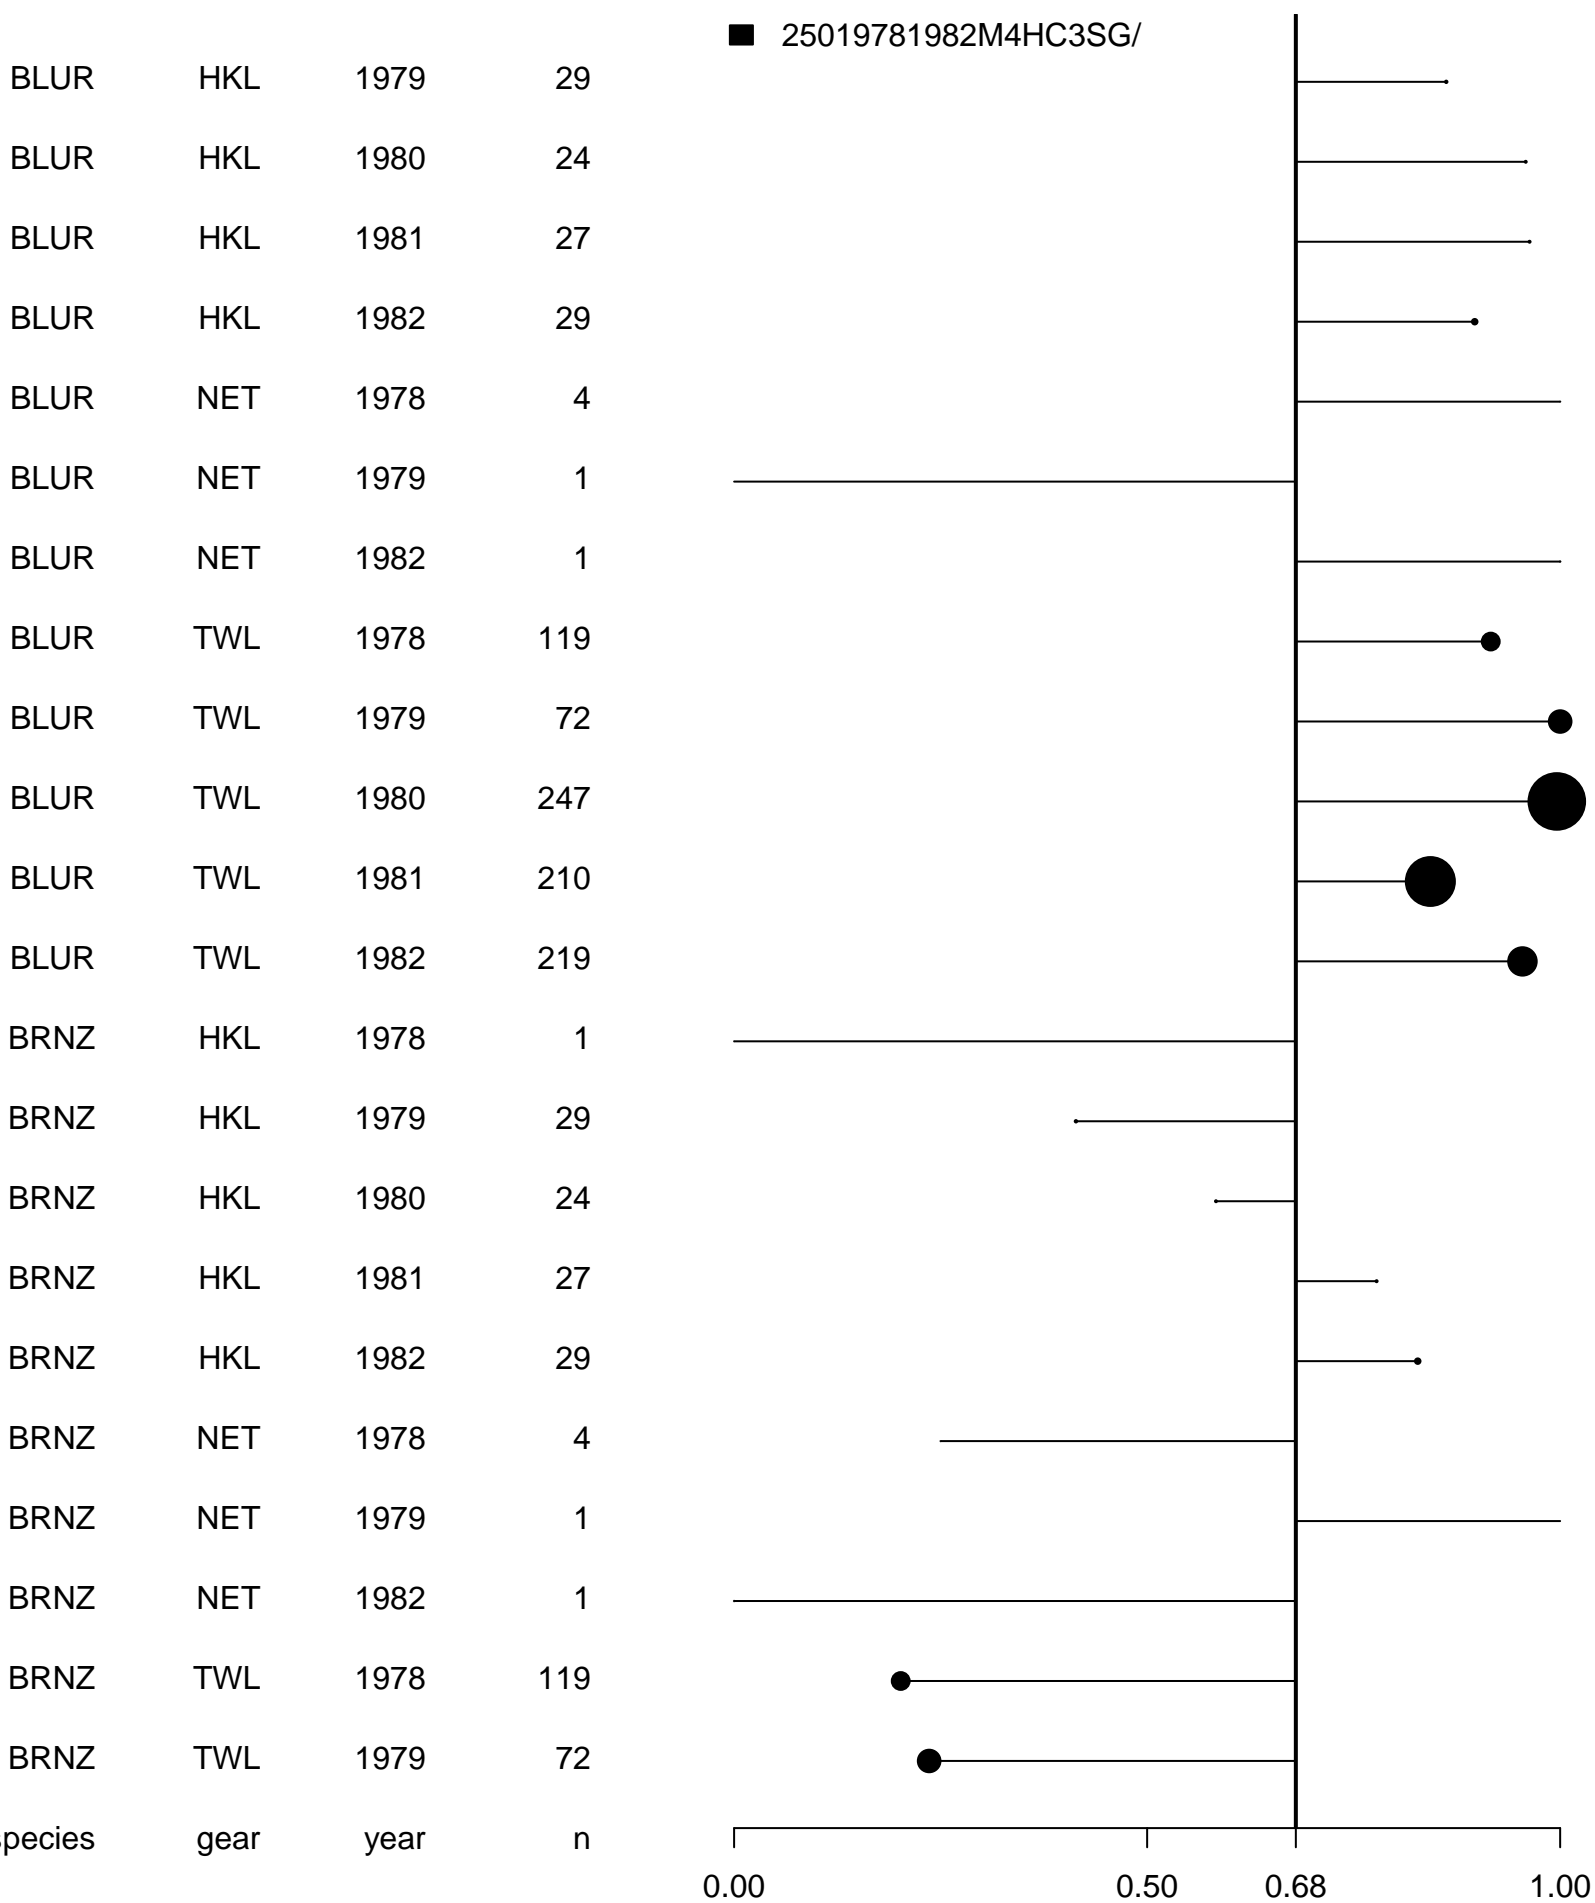 25019781982M4HC3SG/
BLUR HKL 1979 29
BLUR HKL 1980 24
BLUR HKL 1981 27
BLUR HKL 1982 29
BLUR NET 1978 4
BLUR NET 1979 1
BLUR NET 1982 1
BLUR TWL 1978 119
BLUR TWL 1979 72
BLUR TWL 1980 247
BLUR TWL 1981 210
BLUR TWL 1982 219
BRNZ HKL 1978 1
BRNZ HKL 1979 29
BRNZ HKL 1980 24
BRNZ HKL 1981 27
BRNZ HKL 1982 29
BRNZ NET 1978 4
BRNZ NET 1979 1
BRNZ NET 1982 1
BRNZ TWL 1978 119
BRNZ TWL 1979 72
species gear year n
0.00 0.50 0.68 1.00